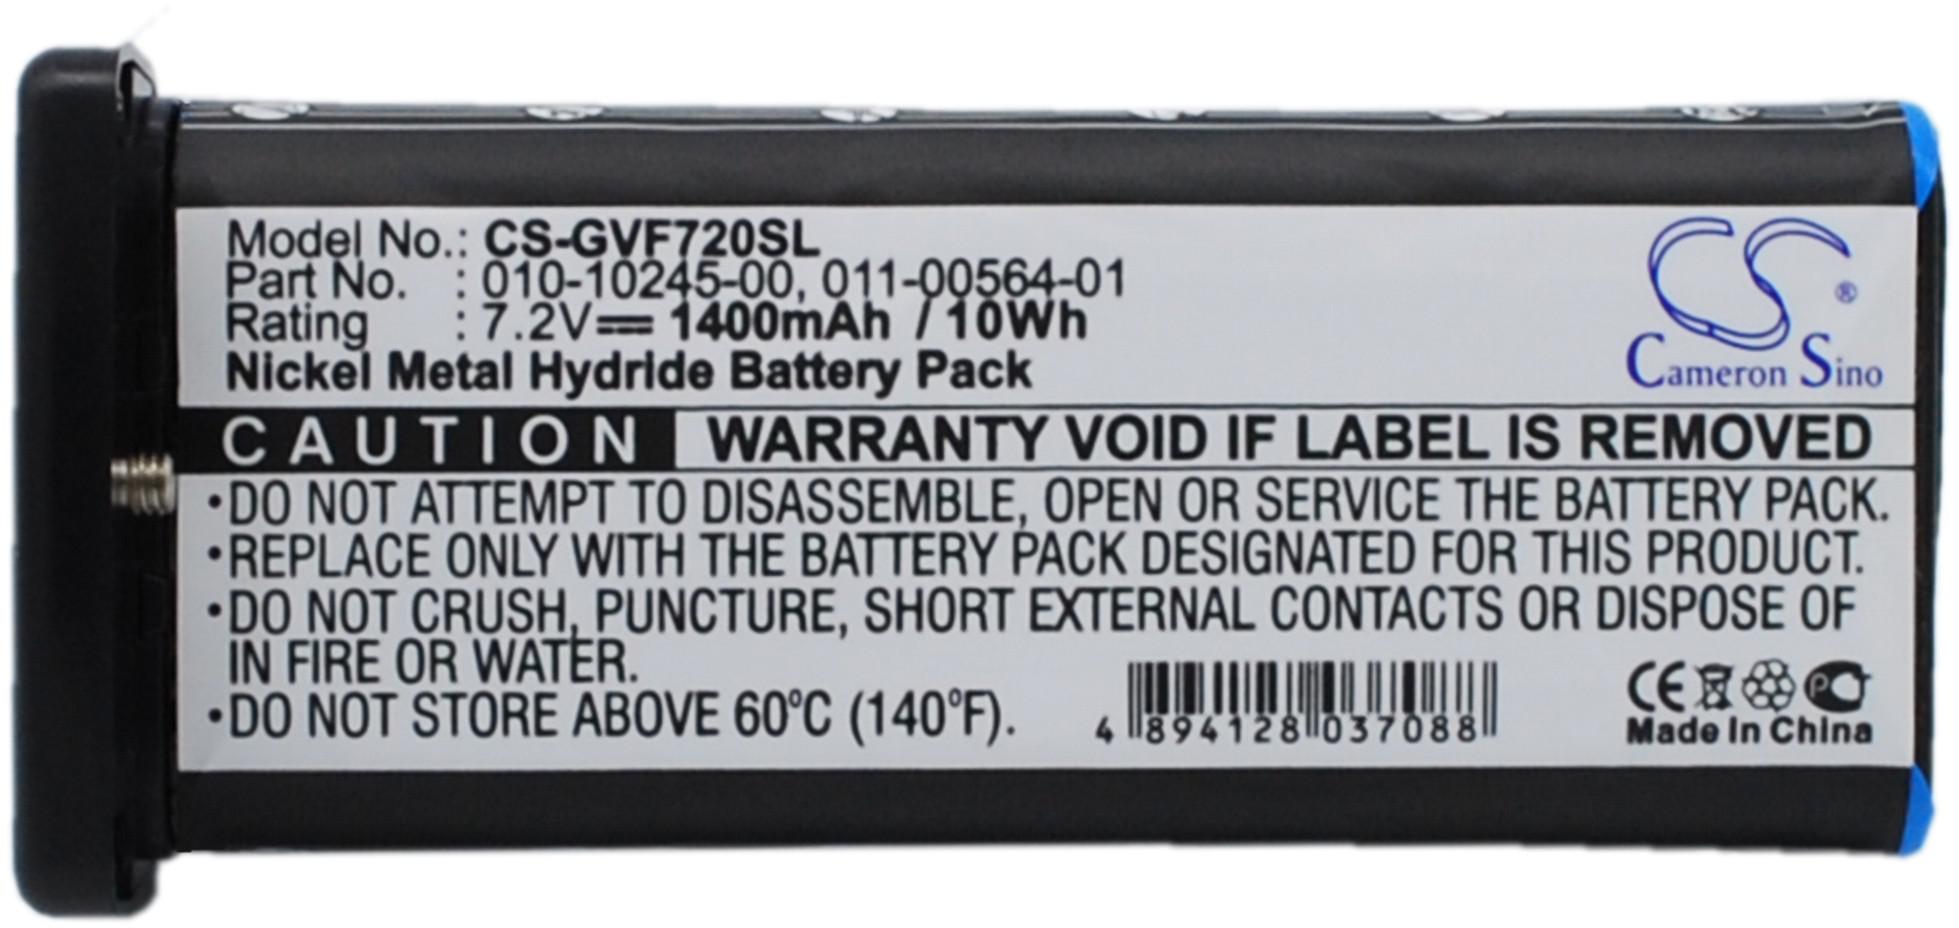 Model No.: CS-GVF720SL
Part No. : 010-10245-00, 011-00564-01
Rating : 7.2V⎓ 1400mAh / 10Wh
Nickel Metal Hydride Battery Pack
CS®
Cameron Sino
CAUTION WARRANTY VOID IF LABEL IS REMOVED
•DO NOT ATTEMPT TO DISASSEMBLE, OPEN OR SERVICE THE BATTERY PACK.
•REPLACE ONLY WITH THE BATTERY PACK DESIGNATED FOR THIS PRODUCT.
•DO NOT CRUSH, PUNCTURE, SHORT EXTERNAL CONTACTS OR DISPOSE OF
IN FIRE OR WATER.
•DO NOT STORE ABOVE 60°C (140°F).
4 894128 037088
CE PC
Made In China